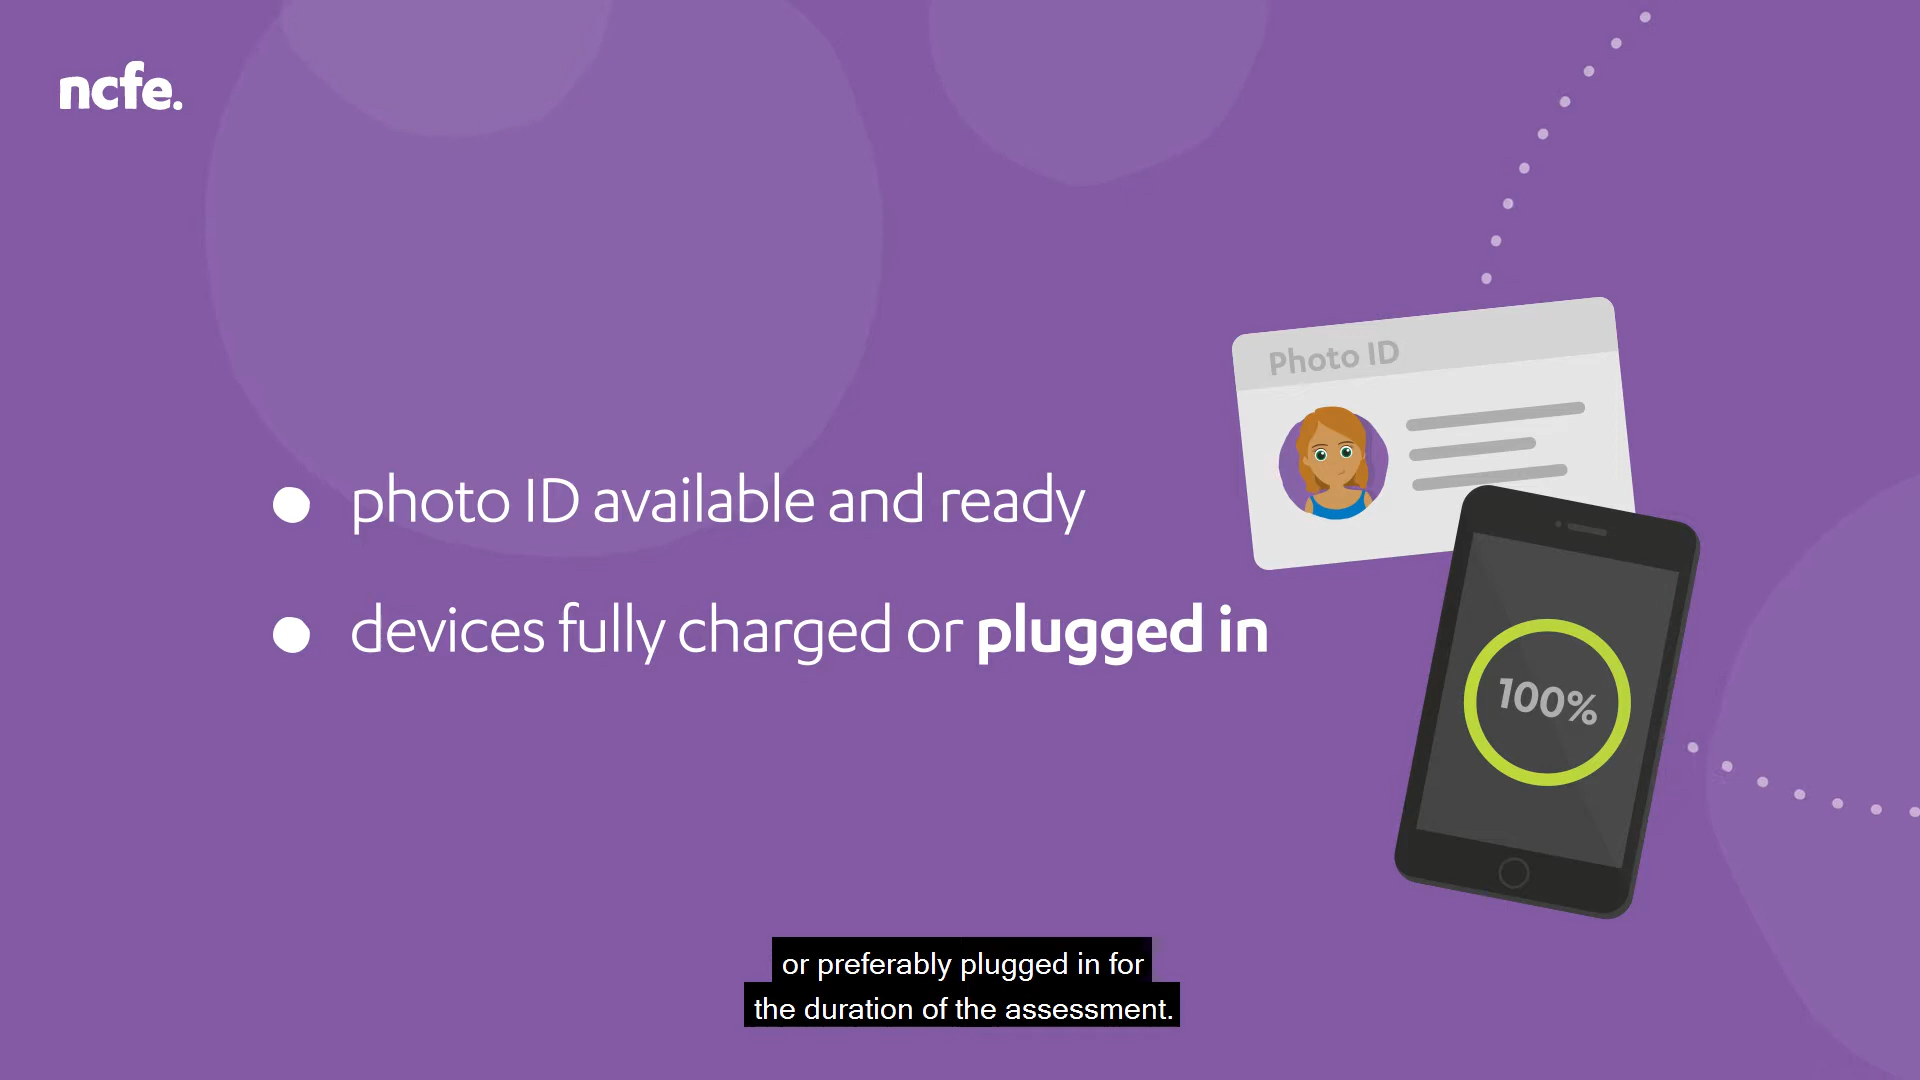 ncfe.
Photo ID
photo ID available and ready
devices fully charged or plugged in
100%
or preferably plugged in for
the duration of the assessment.